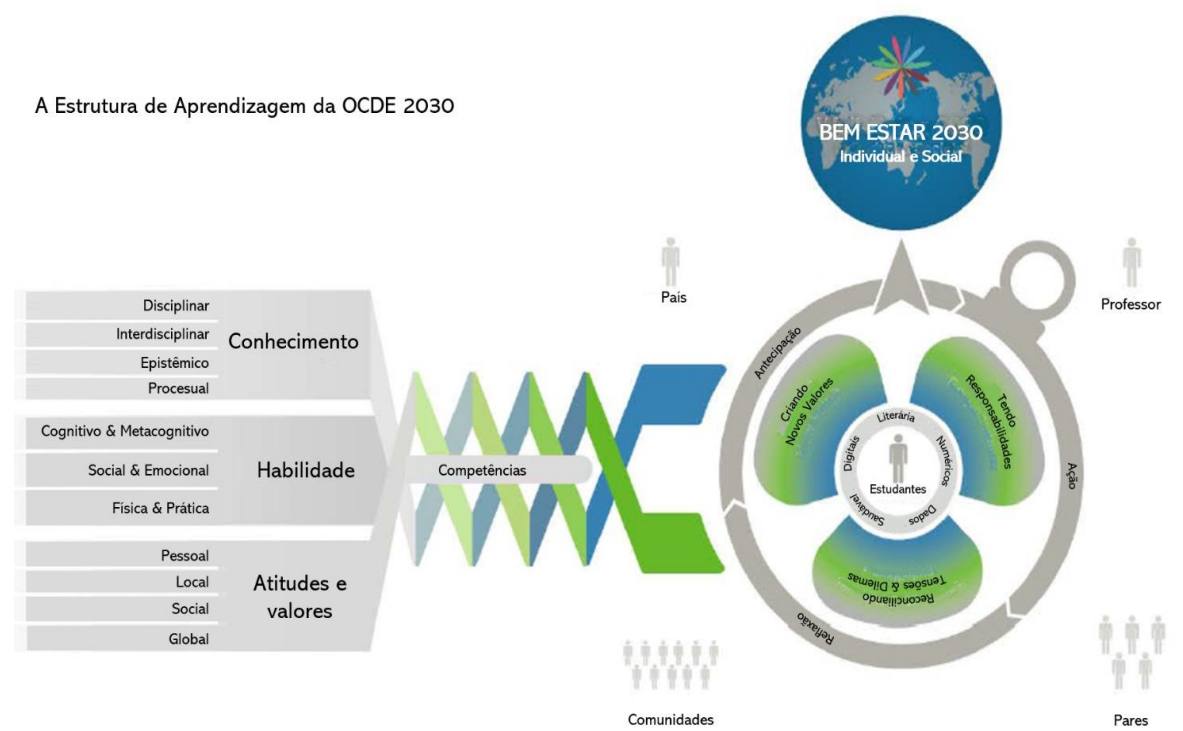 A Estrutura de Aprendizagem da OCDE 2030
BEM ESTAR 2030
Individual e Social
País
Professor
Disciplinar
Interdisciplinar
Epistêmico
Procesual
Conhecimento
Cognitivo & Metacognitivo
Social & Emocional
Física & Prática
Habilidade
Pessoal
Local
Social
Global
Atitudes e
valores
Competências
Antecipação
Ação
Reflaxão
Criando
Novos Valores
Tendo
Responsabilidades
Reconciliando
Tensões & Dilemas
Literária
Numéricos
Dados
Saudável
Digitais
Estudantes
Comunidades
Pares